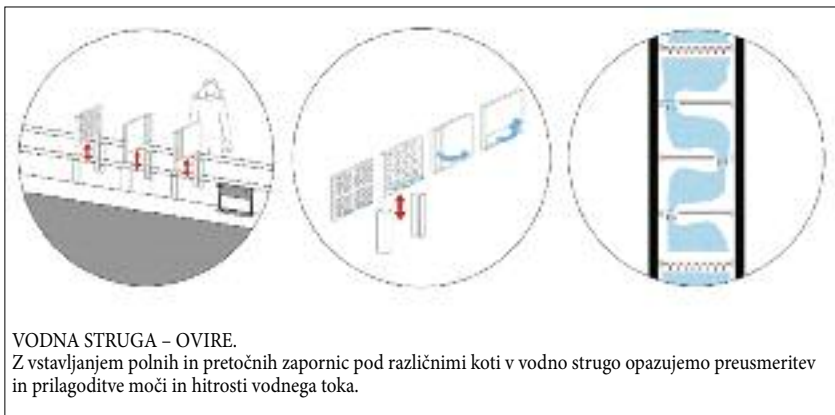 VODNA STRUGA – OVIRE.
Z vstavljanjem polnih in pretočnih zapornic pod različnimi koti v vodno strugo opazujemo preusmeritev
in prilagoditve moči in hitrosti vodnega toka.